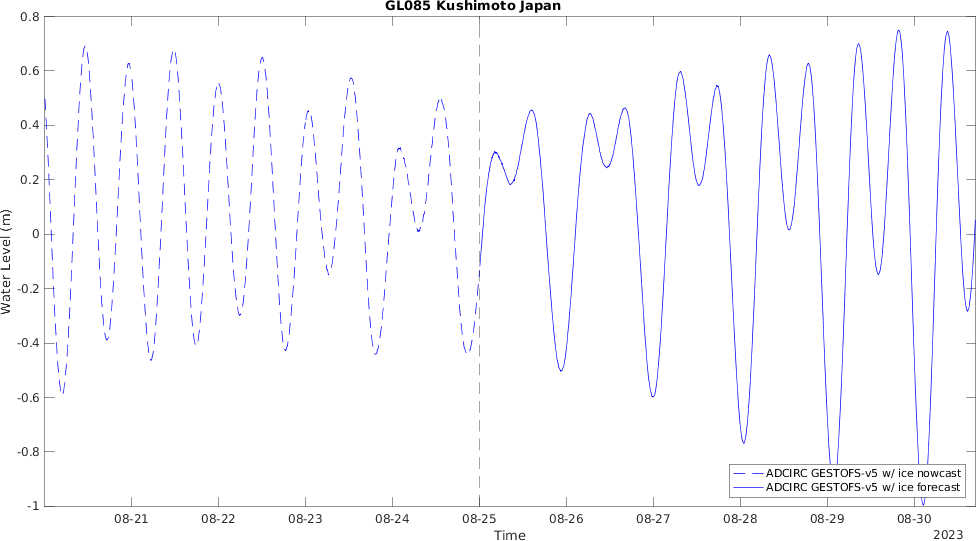 GL085 Kushimoto Japan
0.8
0.6
0.4
0.2
0
-0.2
-0.4
-0.6
-0.8
-1
Water Level (m)
ADCIRC GESTOFS-v5 w/ ice nowcast
ADCIRC GESTOFS-v5 w/ ice forecast
08-21 08-22 08-23 08-24 08-25 08-26 08-27 08-28 08-29 08-30
Time
2023